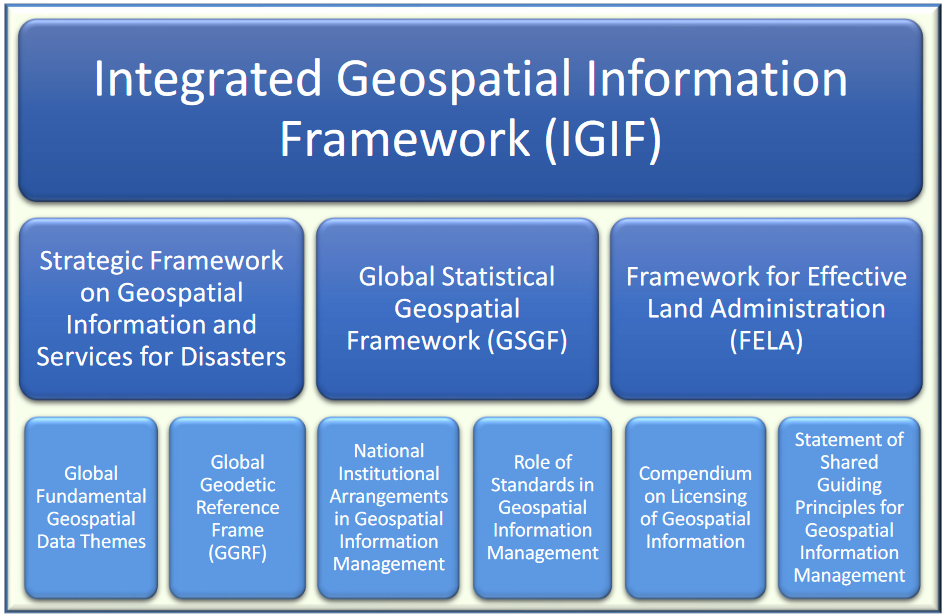 Integrated Geospatial Information
Framework (IGIF)
Strategic Framework
on Geospatial
Information and
Services for Disasters
Global Statistical
Geospatial
Framework (GSGF)
Framework for Effective
Land Administration
(FELA)
Global
Fundamental
Geospatial
Data Themes
Global
Geodetic
Reference
Frame
(GGRF)
National
Institutional
Arrangements
in Geospatial
Information
Management
Role of
Standards in
Geospatial
Information
Management
Compendium
on Licensing
of Geospatial
Information
Statement of
Shared
Guiding
Principles for
Geospatial
Information
Management